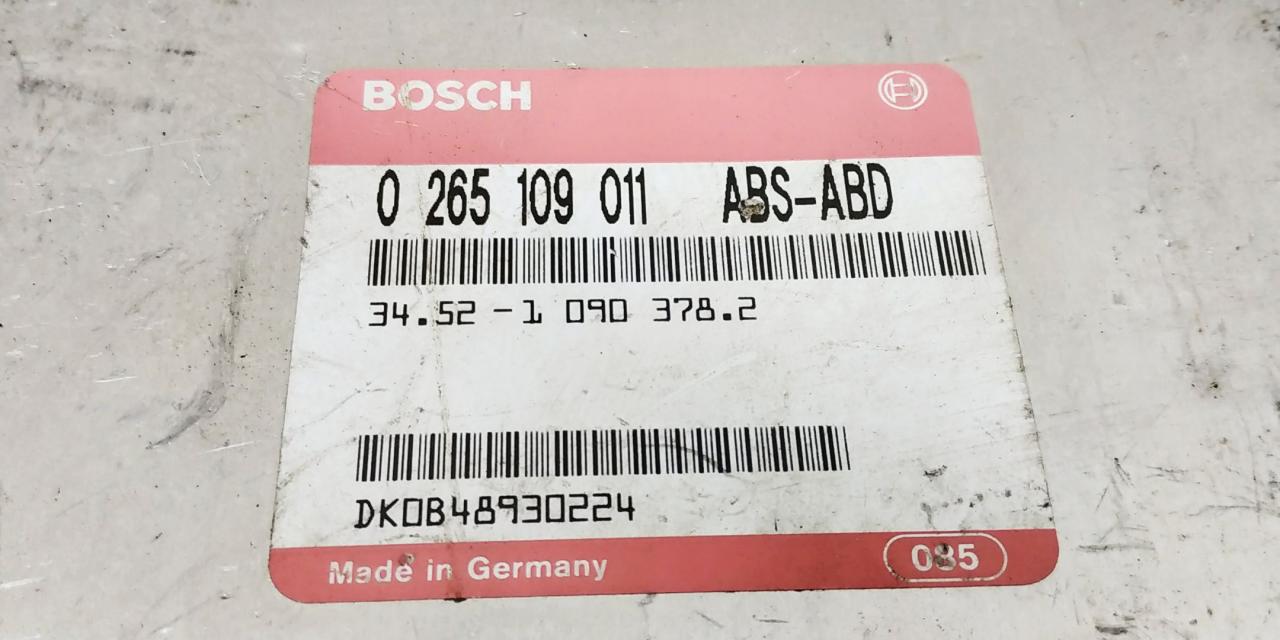 BOSCH
0 265 109 011 ABS-ABD
34.52 -1 090 378.2
DK0B48930224
Made in Germany 085